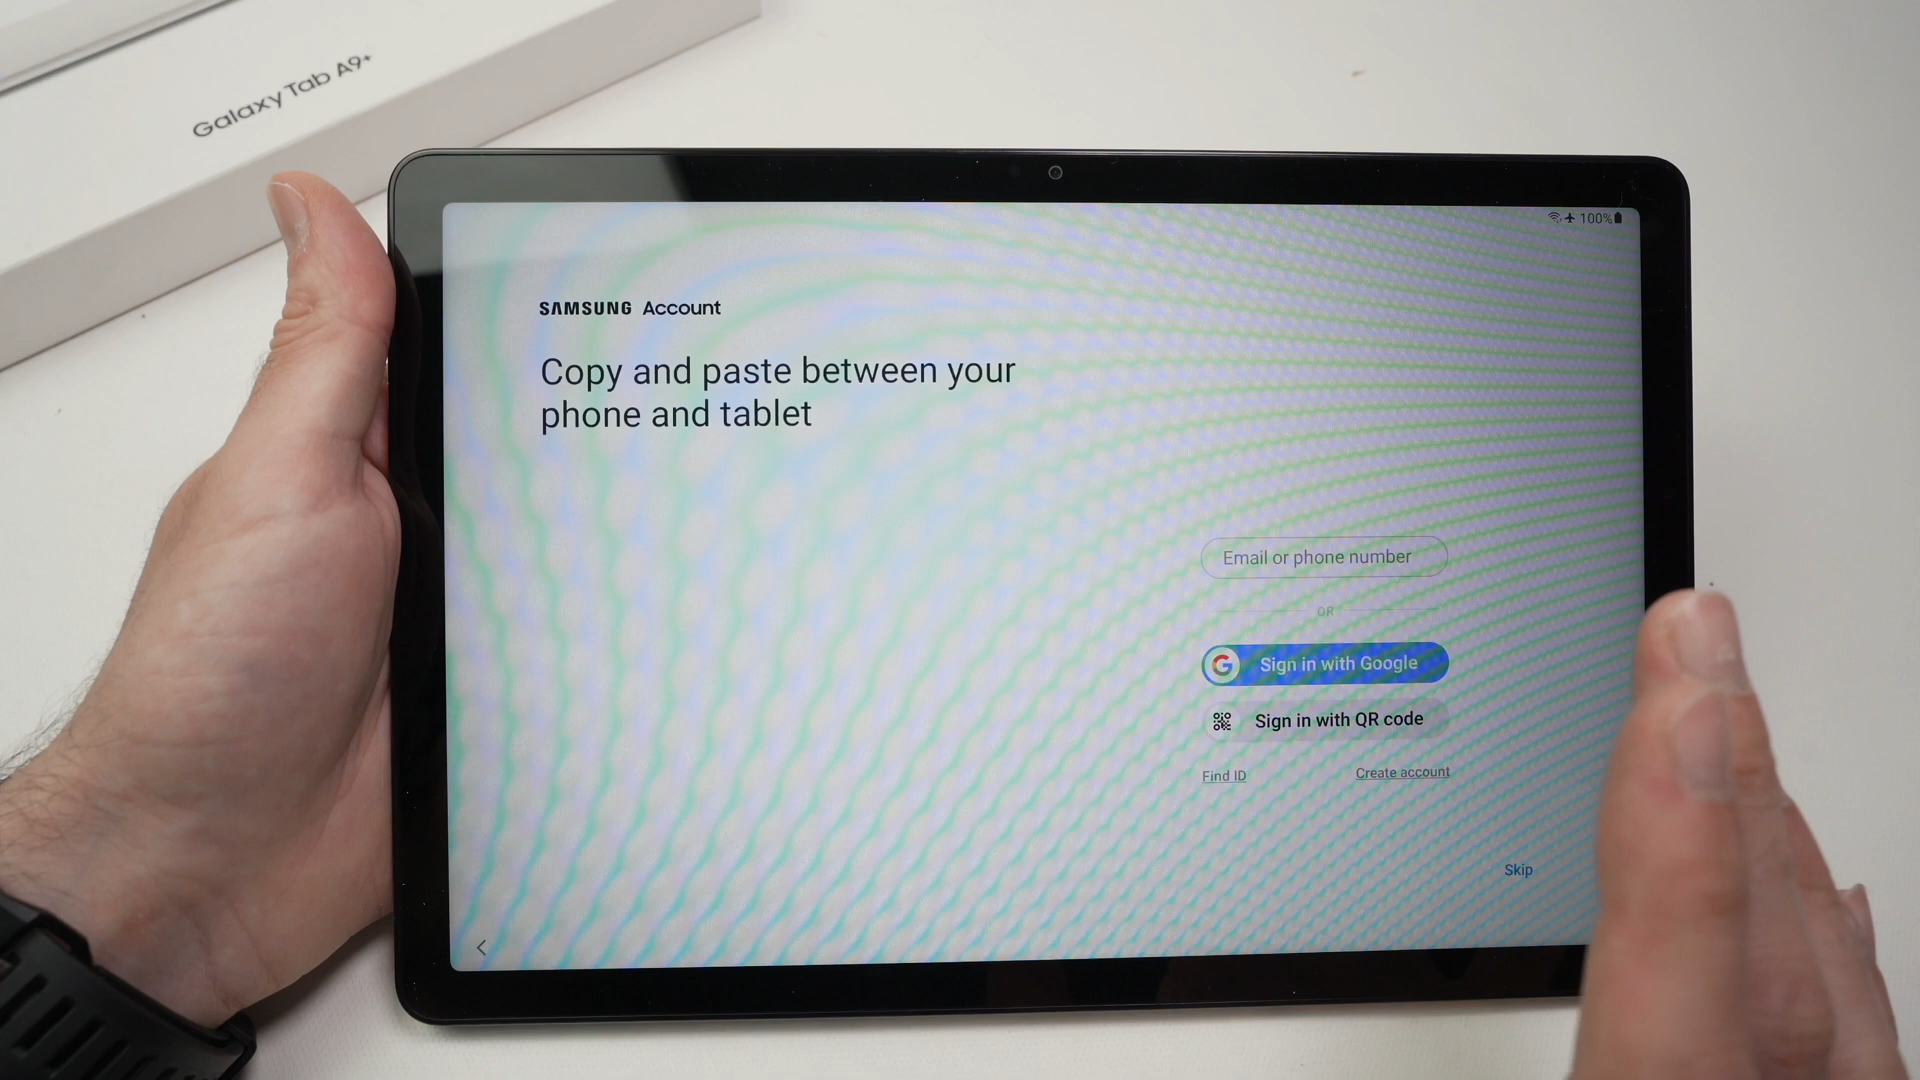 Galaxy Tab A9+
100%
SAMSUNG Account
Copy and paste between your
phone and tablet
Email or phone number
OR
Sign in with Google
Sign in with QR code
Find ID
Create account
Skip